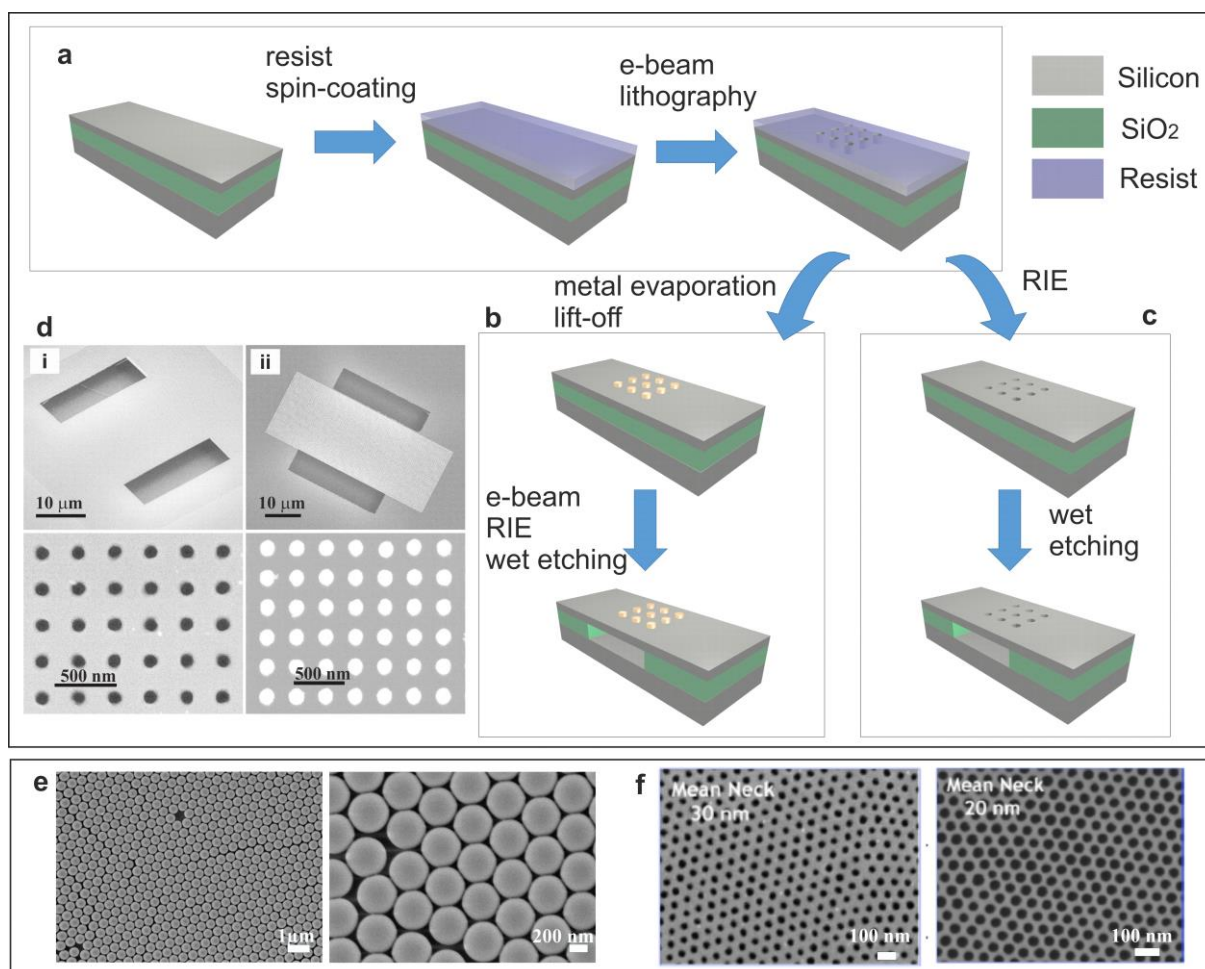 a
resist
spin-coating
e-beam
lithography
Silicon
SiO₂
Resist
metal evaporation
lift-off
RIE
b
c
d
i
ii
10 μm
10 μm
500 nm
500 nm
e-beam
RIE
wet etching
wet
etching
e
1μm
200 nm
f
Mean Neck
30 nm
100 nm
Mean Neck
20 nm
100 nm